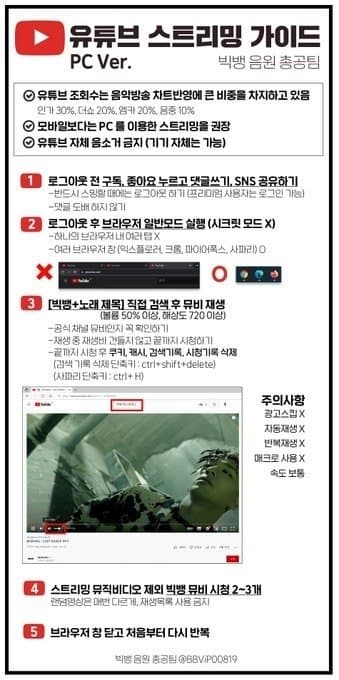 유튜브 스트리밍 가이드
PC Ver.
빅뱅 음원 총공팀
유튜브 조회수는 음악방송 차트반영에 큰 비중을 차지하고 있음
인가 30%, 더쇼 20%, 엠카 20%, 음중 10%
모바일보다는 PC 를 이용한 스트리밍을 권장
유튜브 자체 음소거 금지 (기기 자체는 가능)
1 로그아웃 전 구독, 좋아요 누르고 댓글쓰기, SNS 공유하기
-반드시 스밍할 때에는 로그아웃 하기 (프리미엄 사용자는 로그인 가능)
-댓글 도배 하지 않기
2 로그아웃 후 브라우저 일반모드 실행 (시크릿 모드 X)
-하나의 브라우저 내 여러 탭 X
-여러 브라우저 창 (익스플로러, 크롬, 파이어폭스, 사파리) O
3 [빅뱅+노래 제목] 직접 검색 후 뮤비 재생
(볼륨 50% 이상, 해상도 720 이상)
-공식 채널 뮤비인지 꼭 확인하기
-재생 중 재생바 건들지 않고 끝까지 시청하기
-끝까지 시청 후 쿠키, 캐시, 검색기록, 시청기록 삭제
(검색 기록 삭제 단축키 : ctrl+shift+delete)
(사파리 단축키 : ctrl+ H)
주의사항
광고스킵 X
자동재생 X
반복재생 X
매크로 사용 X
속도 보통
4 스트리밍 뮤직비디오 제외 빅뱅 뮤비 시청 2~3개
랜덤영상은 매번 다르게, 재생목록 사용 금지
5 브라우저 창 닫고 처음부터 다시 반복
빅뱅 음원 총공팀 @BBVIP00819